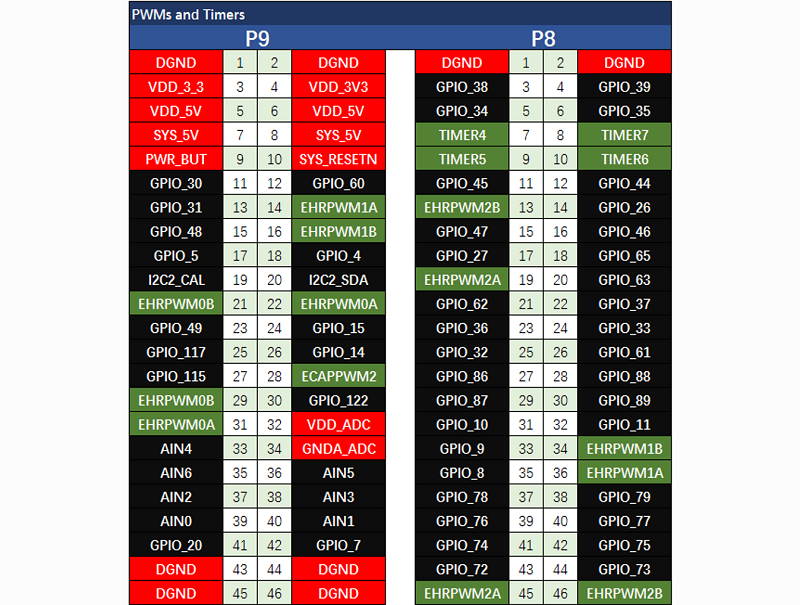 PWMs and Timers
P9 P8
DGND 1 2 DGND DGND 1 2 DGND
VDD_3_3 3 4 VDD_3V3 GPIO_38 3 4 GPIO_39
VDD_5V 5 6 VDD_5V GPIO_34 5 6 GPIO_35
SYS_5V 7 8 SYS_5V TIMER4 7 8 TIMER7
PWR_BUT 9 10 SYS_RESETN TIMER5 9 10 TIMER6
GPIO_30 11 12 GPIO_60 GPIO_45 11 12 GPIO_44
GPIO_31 13 14 EHRPWM1A EHRPWM2B 13 14 GPIO_26
GPIO_48 15 16 EHRPWM1B GPIO_47 15 16 GPIO_46
GPIO_5 17 18 GPIO_4 GPIO_27 17 18 GPIO_65
I2C2_CAL 19 20 I2C2_SDA EHRPWM2A 19 20 GPIO_63
EHRPWM0B 21 22 EHRPWM0A GPIO_62 21 22 GPIO_37
GPIO_49 23 24 GPIO_15 GPIO_36 23 24 GPIO_33
GPIO_117 25 26 GPIO_14 GPIO_32 25 26 GPIO_61
GPIO_115 27 28 ECAPPWM2 GPIO_86 27 28 GPIO_88
EHRPWM0B 29 30 GPIO_122 GPIO_87 29 30 GPIO_89
EHRPWM0A 31 32 VDD_ADC GPIO_10 31 32 GPIO_11
AIN4 33 34 GNDA_ADC GPIO_9 33 34 EHRPWM1B
AIN6 35 36 AIN5 GPIO_8 35 36 EHRPWM1A
AIN2 37 38 AIN3 GPIO_78 37 38 GPIO_79
AIN0 39 40 AIN1 GPIO_76 39 40 GPIO_77
GPIO_20 41 42 GPIO_7 GPIO_74 41 42 GPIO_75
DGND 43 44 DGND GPIO_72 43 44 GPIO_73
DGND 45 46 DGND EHRPWM2A 45 46 EHRPWM2B